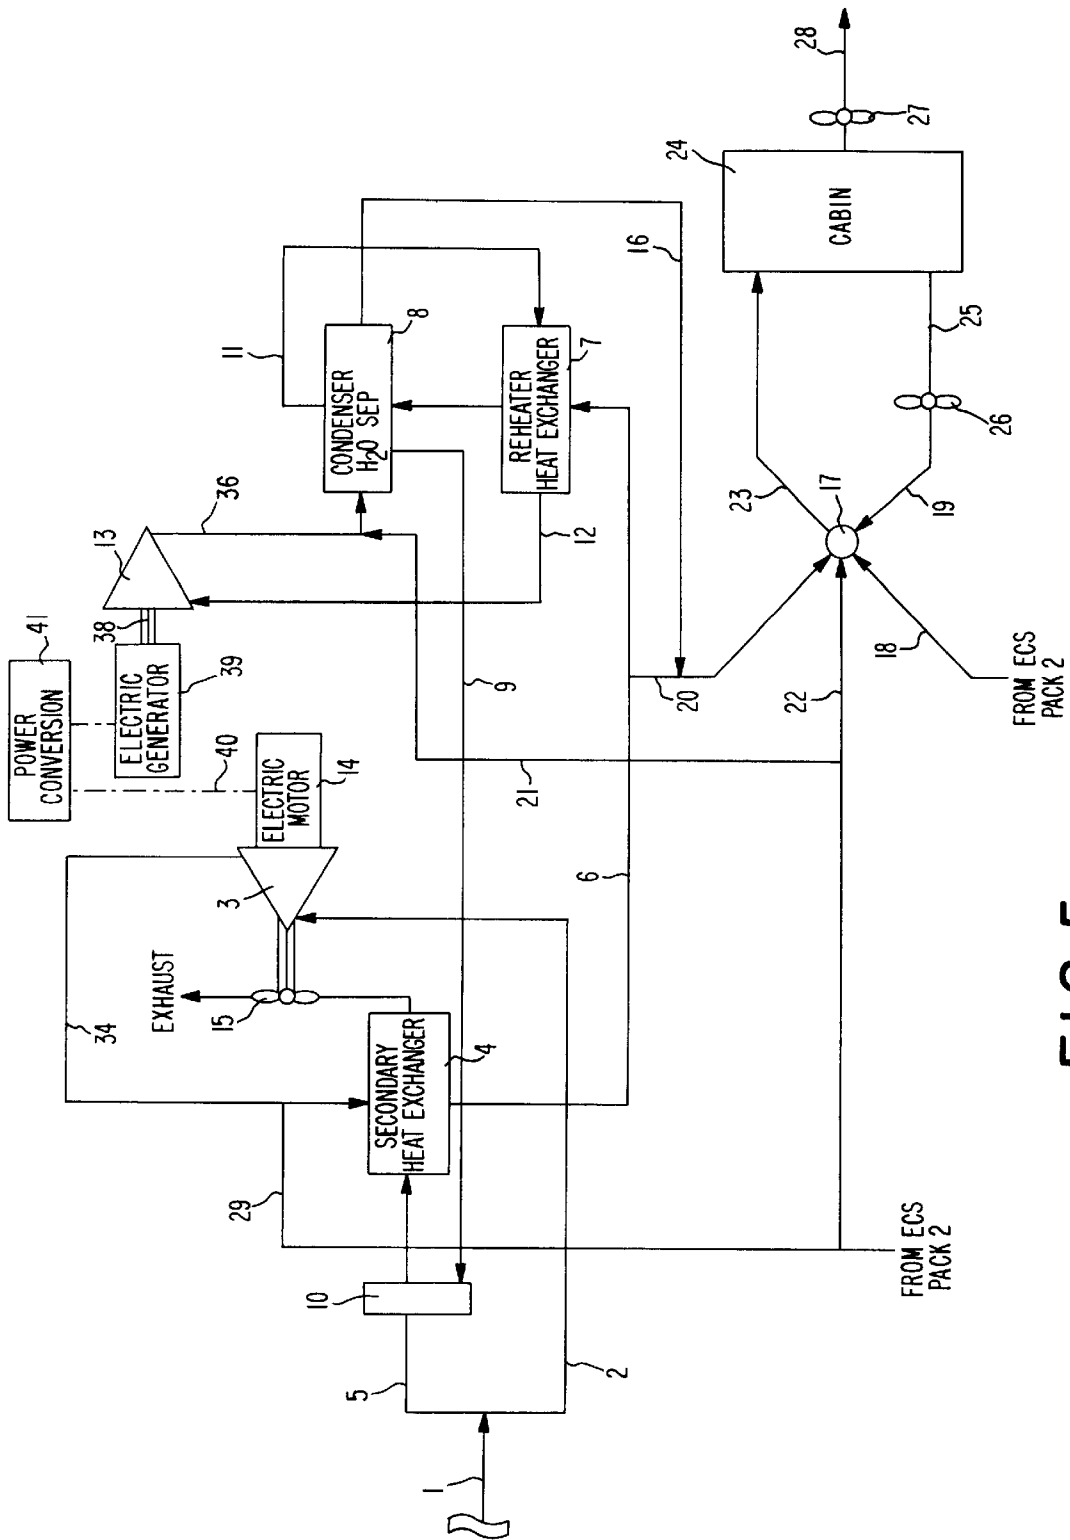 POWER
CONVERSION
41
34
EXHAUST
ELECTRIC
GENERATOR
38
13
39
15
3
40
36
29
ELECTRIC
MOTOR
14
11
10
SECONDARY
HEAT EXCHANGER
4
CONDENSER
H2O SEP
8
5
9
1
2
6
REHEATER
HEAT EXCHANGER
7
12
21
16
20
24
28
22
23
17
CABIN
18
27
FROM ECS
PACK 2
19
25
26
FROM ECS
PACK 2